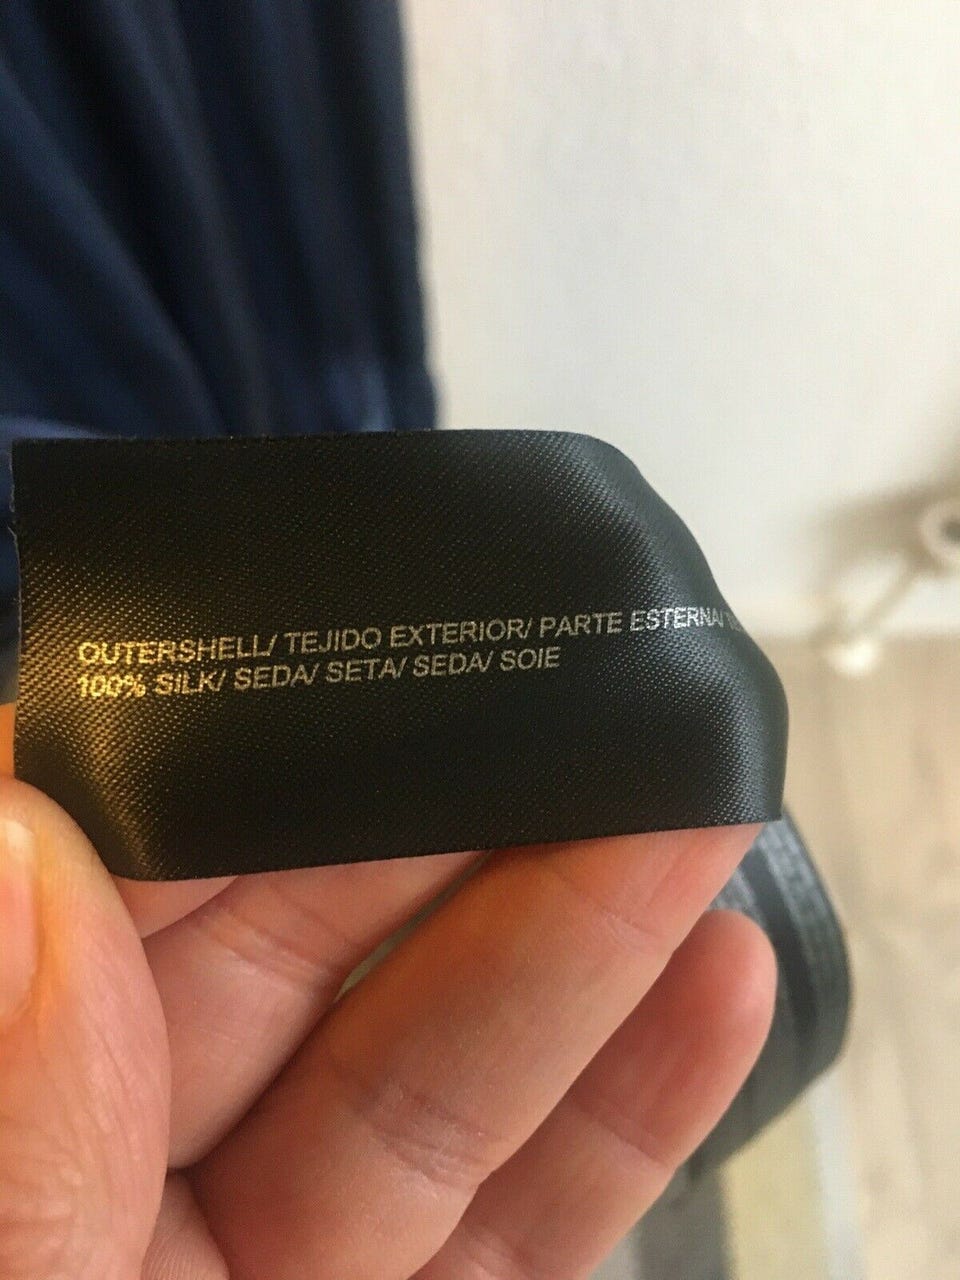 OUTERSHELL/ TEJIDO EXTERIOR/ PARTE ESTERNA/
100% SILK/ SEDA/ SETA/ SEDA/ SOIE